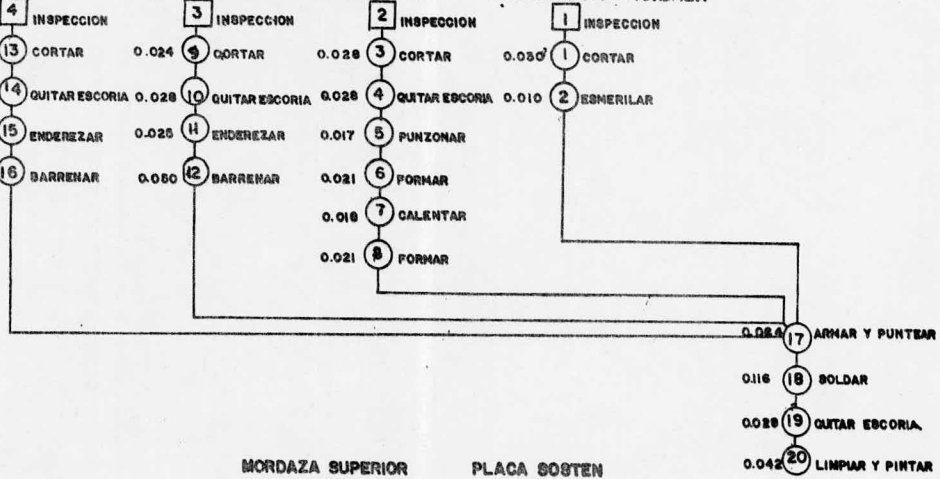 4 INSPECCION 3 INSPECCION 2 INSPECCION 1 INSPECCION
13 CORTAR 0.024 9 CORTAR 0.028 3 CORTAR 0.030 1 CORTAR
14 QUITAR ESCORIA 0.028 10 QUITAR ESCORIA 0.028 4 QUITAR ESCORIA 0.010 2 ESMERILAR
15 ENDEREZAR 0.025 11 ENDEREZAR 0.017 5 PUNZONAR
16 BARRENAR 0.050 12 BARRENAR 0.021 6 FORMAR
0.018 7 CALENTAR
0.021 8 FORMAR
0.084 17 ARMAR Y PUNTEAR
0.116 18 SOLDAR
0.028 19 QUITAR ESCORIA
0.042 20 LIMPIAR Y PINTAR
MORDAZA SUPERIOR PLACA SOSTEN